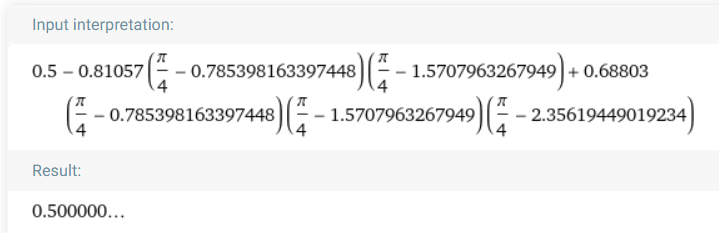 Input interpretation:
0.5 − 0.81057 (π/4 − 0.785398163397448) (π/4 − 1.5707963267949) + 0.68803
(π/4 − 0.785398163397448) (π/4 − 1.5707963267949) (π/4 − 2.35619449019234)
Result:
0.500000…